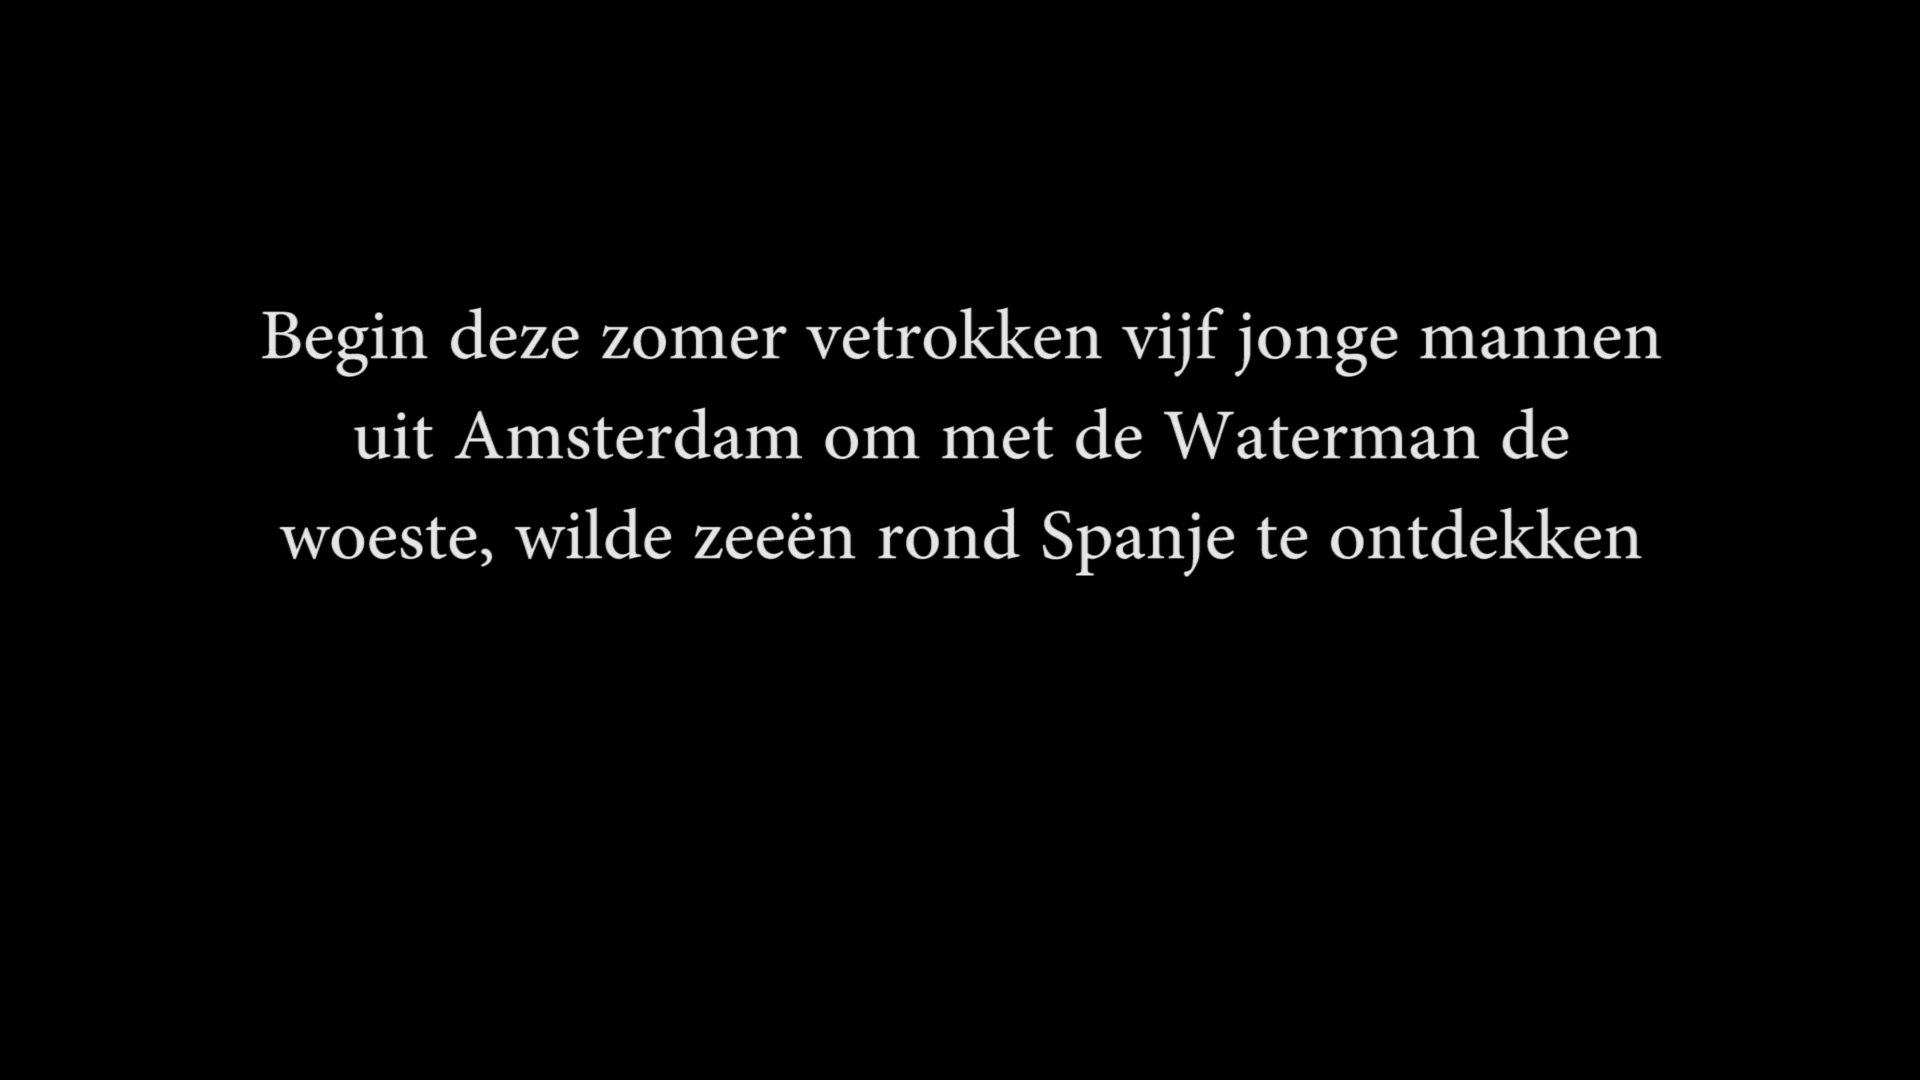 Begin deze zomer vetrokken vijf jonge mannen
uit Amsterdam om met de Waterman de
woeste, wilde zeeën rond Spanje te ontdekken